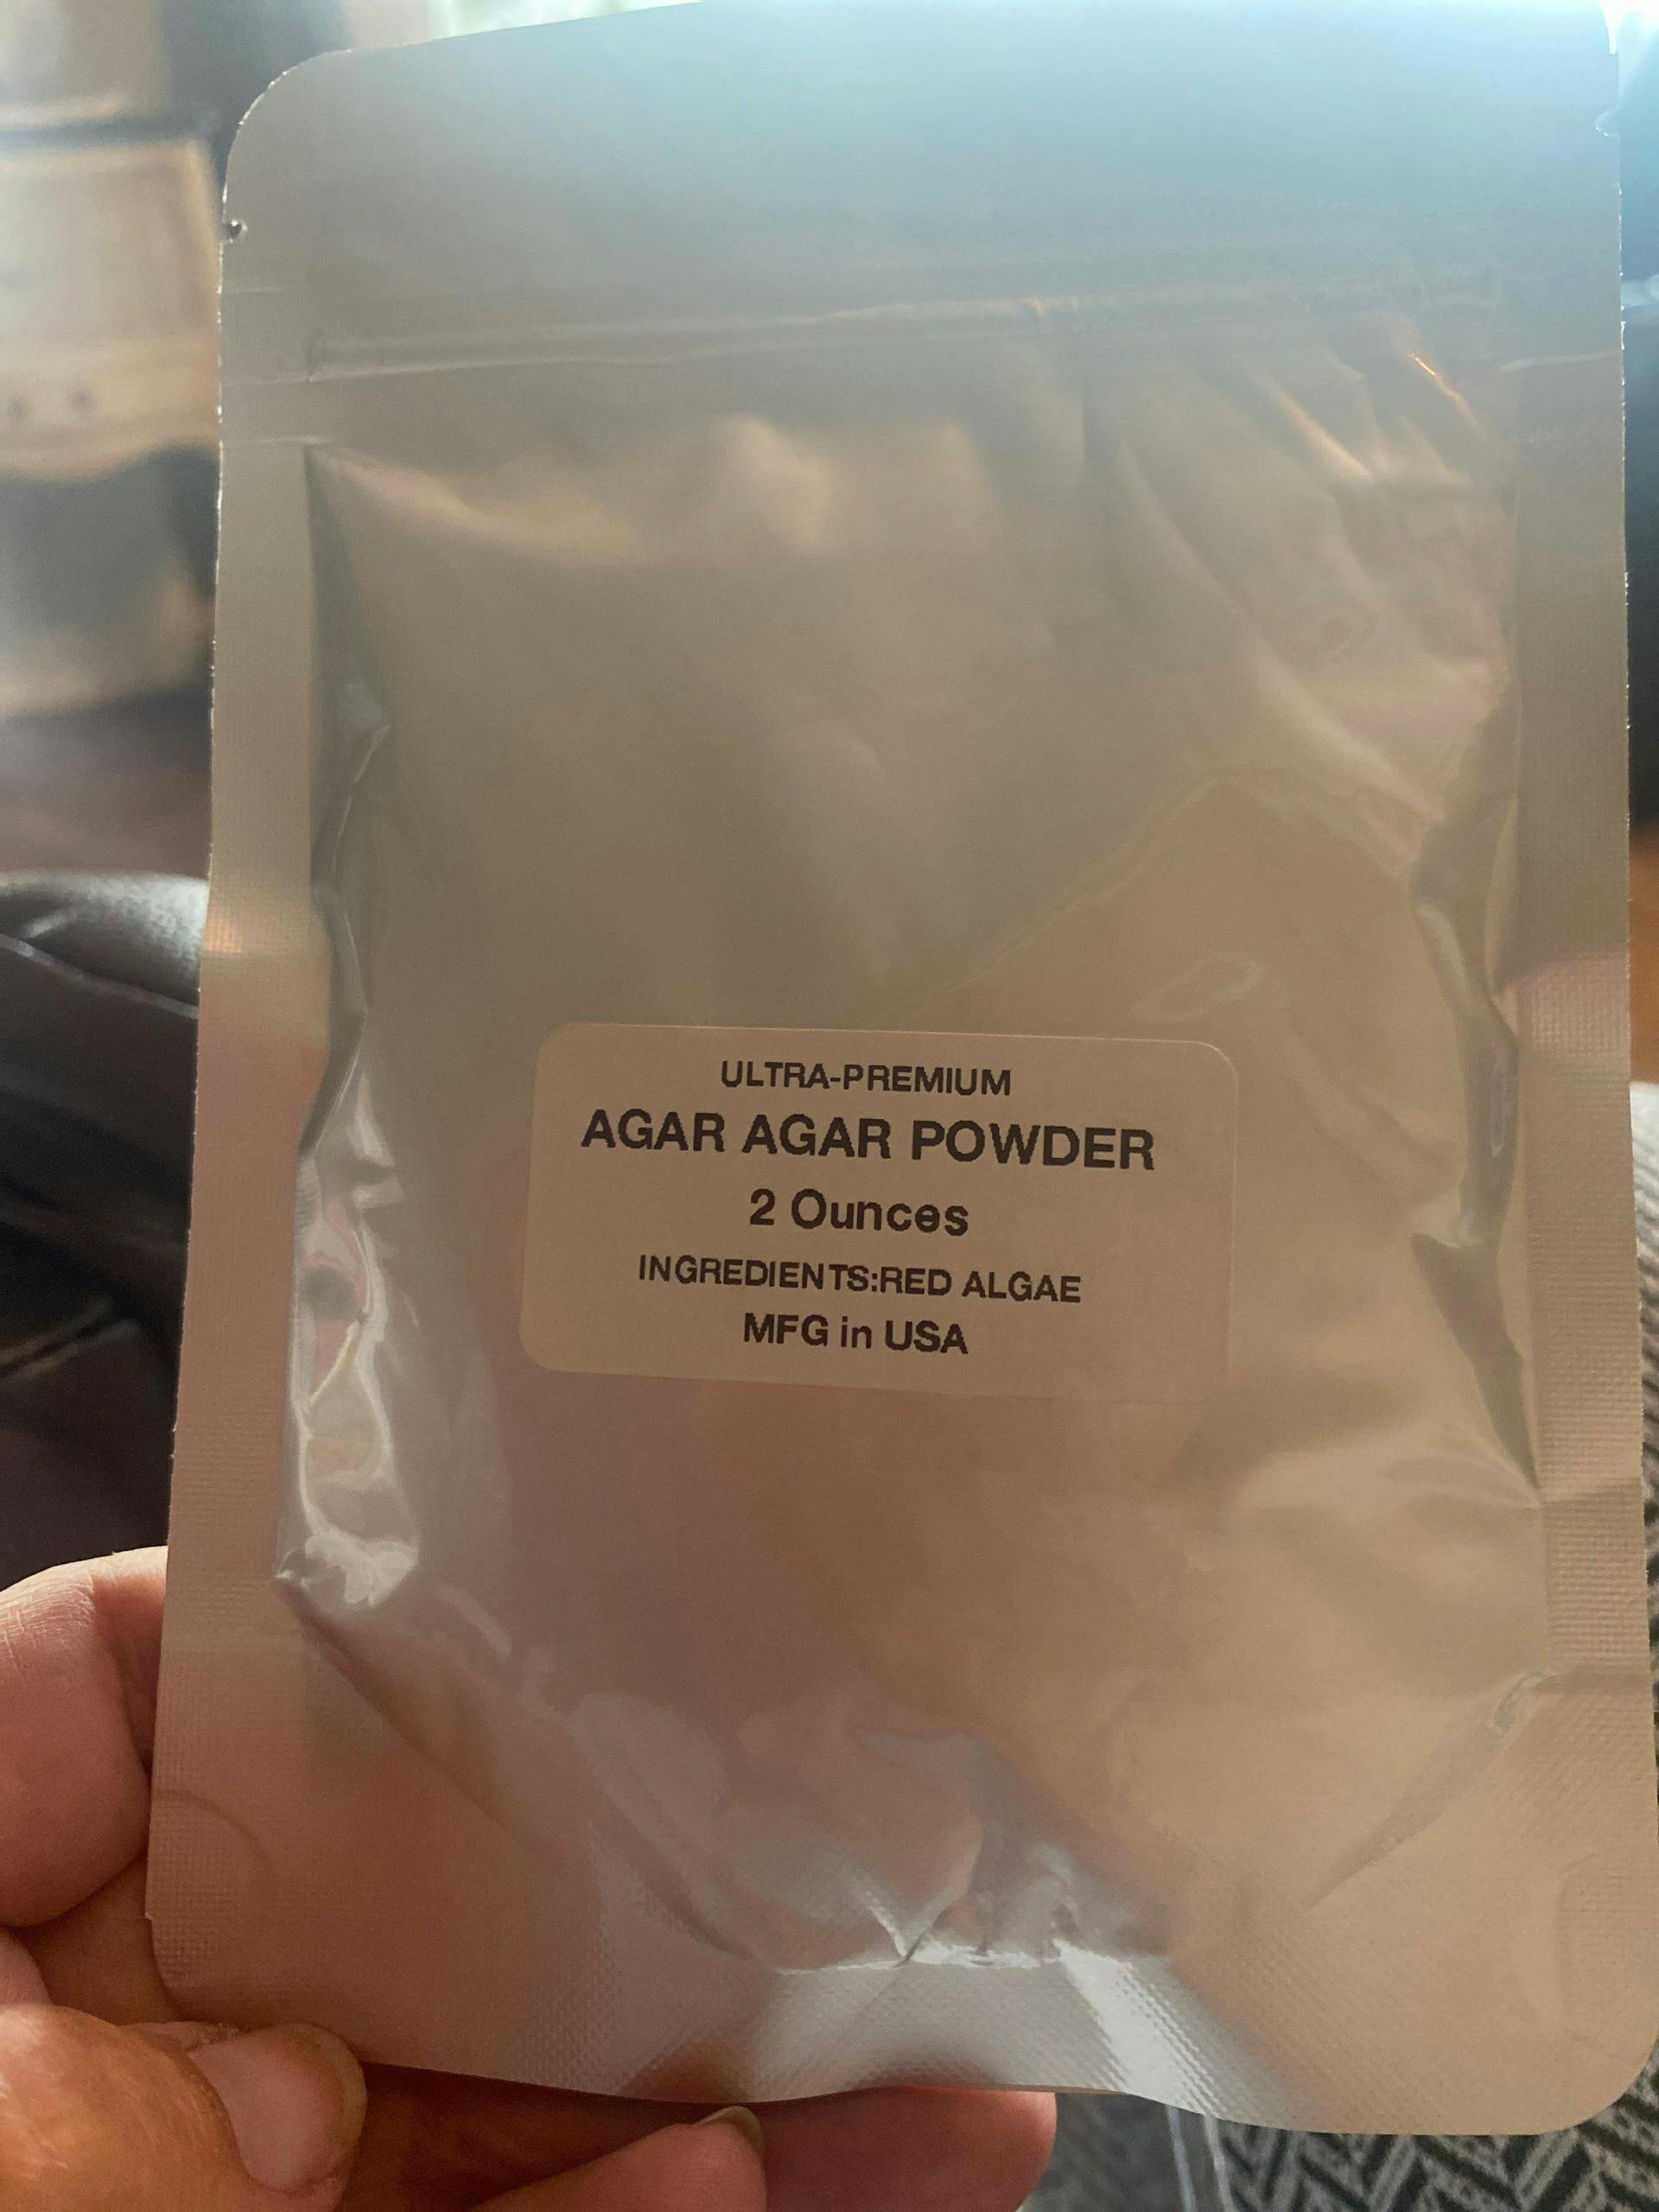 ULTRA-PREMIUM
AGAR AGAR POWDER
2 Ounces
INGREDIENTS:RED ALGAE
MFG in USA